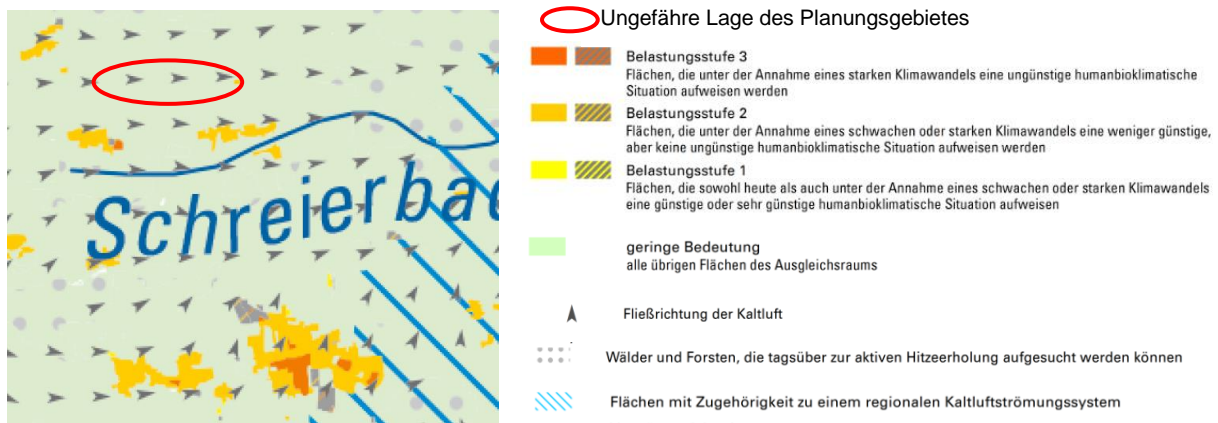 Schreierbac
Ungefähre Lage des Planungsgebietes
Belastungsstufe 3
Flächen, die unter der Annahme eines starken Klimawandels eine ungünstige humanbioklimatische
Situation aufweisen werden
Belastungsstufe 2
Flächen, die unter der Annahme eines schwachen oder starken Klimawandels eine weniger günstige,
aber keine ungünstige humanbioklimatische Situation aufweisen werden
Belastungsstufe 1
Flächen, die sowohl heute als auch unter der Annahme eines schwachen oder starken Klimawandels
eine günstige oder sehr günstige humanbioklimatische Situation aufweisen
geringe Bedeutung
alle übrigen Flächen des Ausgleichsraums
Fließrichtung der Kaltluft
Wälder und Forsten, die tagsüber zur aktiven Hitzeerholung aufgesucht werden können
Flächen mit Zugehörigkeit zu einem regionalen Kaltluftströmungssystem